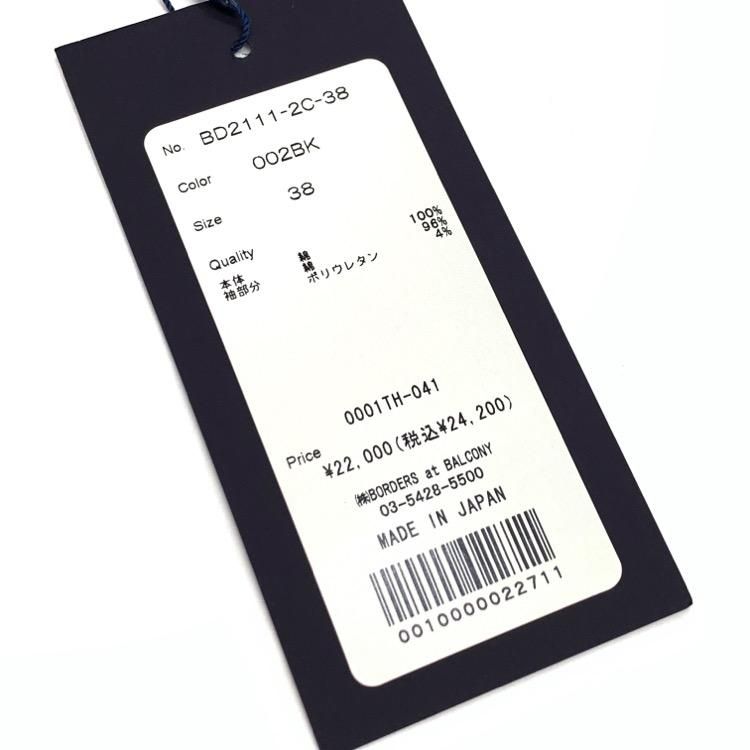 No. BD2111-2C-38
Color 002BK
Size 38
Quality
本体 綿 100%
袖部分 綿 96%
ポリウレタン 4%
0001TH-041
Price ¥22,000(税込¥24,200)
㈱BORDERS at BALCONY
03-5428-5500
MADE IN JAPAN
0010000022711